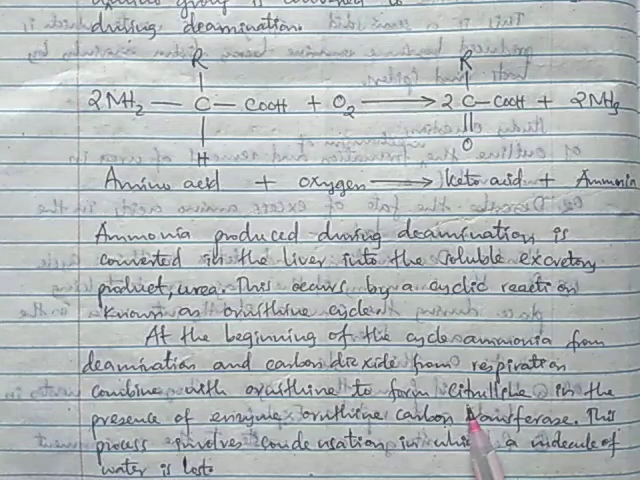 during deamination.
R
2NH2 — C — COOH + O2 → 2 C — COOH + 2NH3
H
O
Amino acid + oxygen → keto acid + Ammonia
Ammonia produced during deamination is
converted in the liver into the soluble excretory
product, urea. This occurs by a cyclic reaction
known as ornithine cycle.
At the beginning of the cycle ammonia from
deamination and carbon dioxide from respiration
combine with ornithine to form citrulline in the
presence of enzyme ornithine carbon transferase. This
process involves condensation in which a molecule of
water is lost.